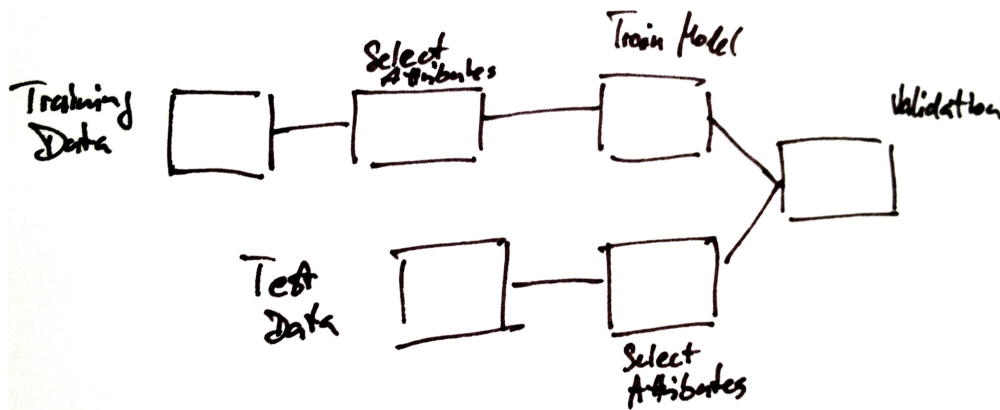 Training
Data
Select
Attributes
Train Model
Validation
Test
Data
Select
Attributes